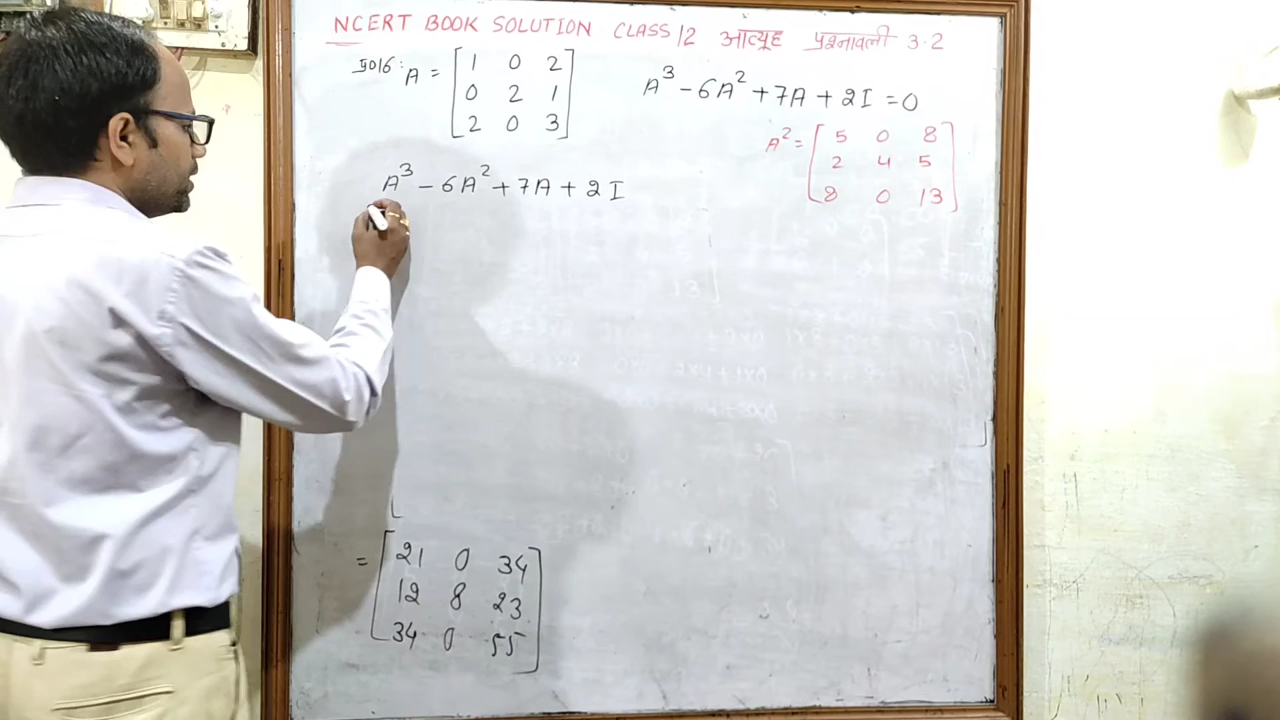 NCERT BOOK SOLUTION CLASS 12 आव्यूह प्रश्नावली 3.2
प्र०16: A = [1 0 2
0 2 1
2 0 3]
A³ - 6A² + 7A + 2I = 0
A² = [5 0 8
2 4 5
8 0 13]
A³ - 6A² + 7A + 2I
= [21 0 34
12 8 23
34 0 55]